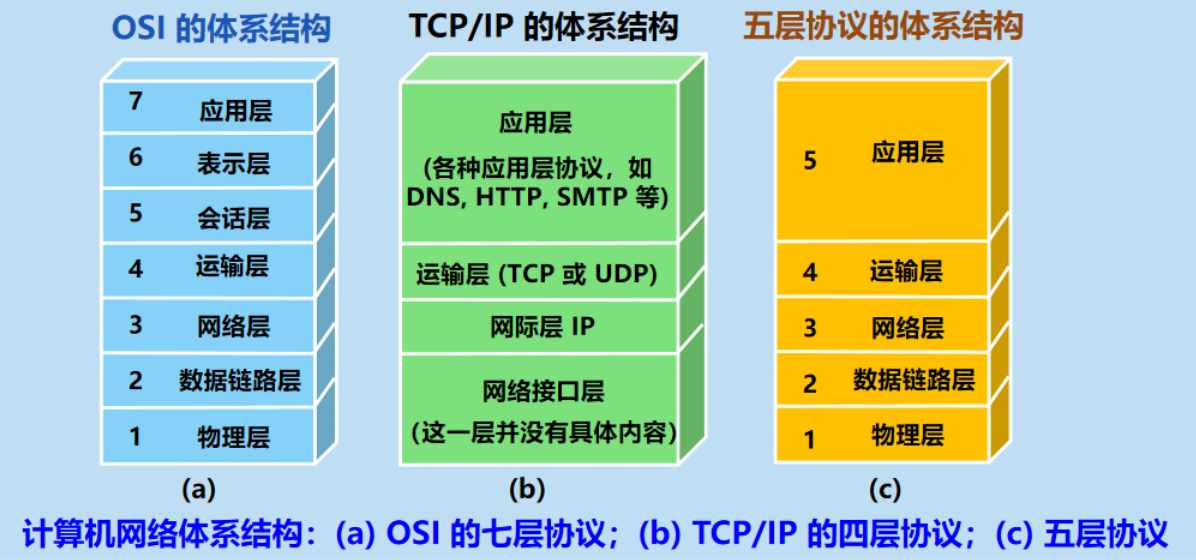 OSI 的体系结构
7 应用层
6 表示层
5 会话层
4 运输层
3 网络层
2 数据链路层
1 物理层
(a)
TCP/IP 的体系结构
应用层
(各种应用层协议，如
DNS, HTTP, SMTP 等)
运输层 (TCP 或 UDP)
网际层 IP
网络接口层
（这一层并没有具体内容）
(b)
五层协议的体系结构
5 应用层
4 运输层
3 网络层
2 数据链路层
1 物理层
(c)
计算机网络体系结构：(a) OSI 的七层协议；(b) TCP/IP 的四层协议；(c) 五层协议